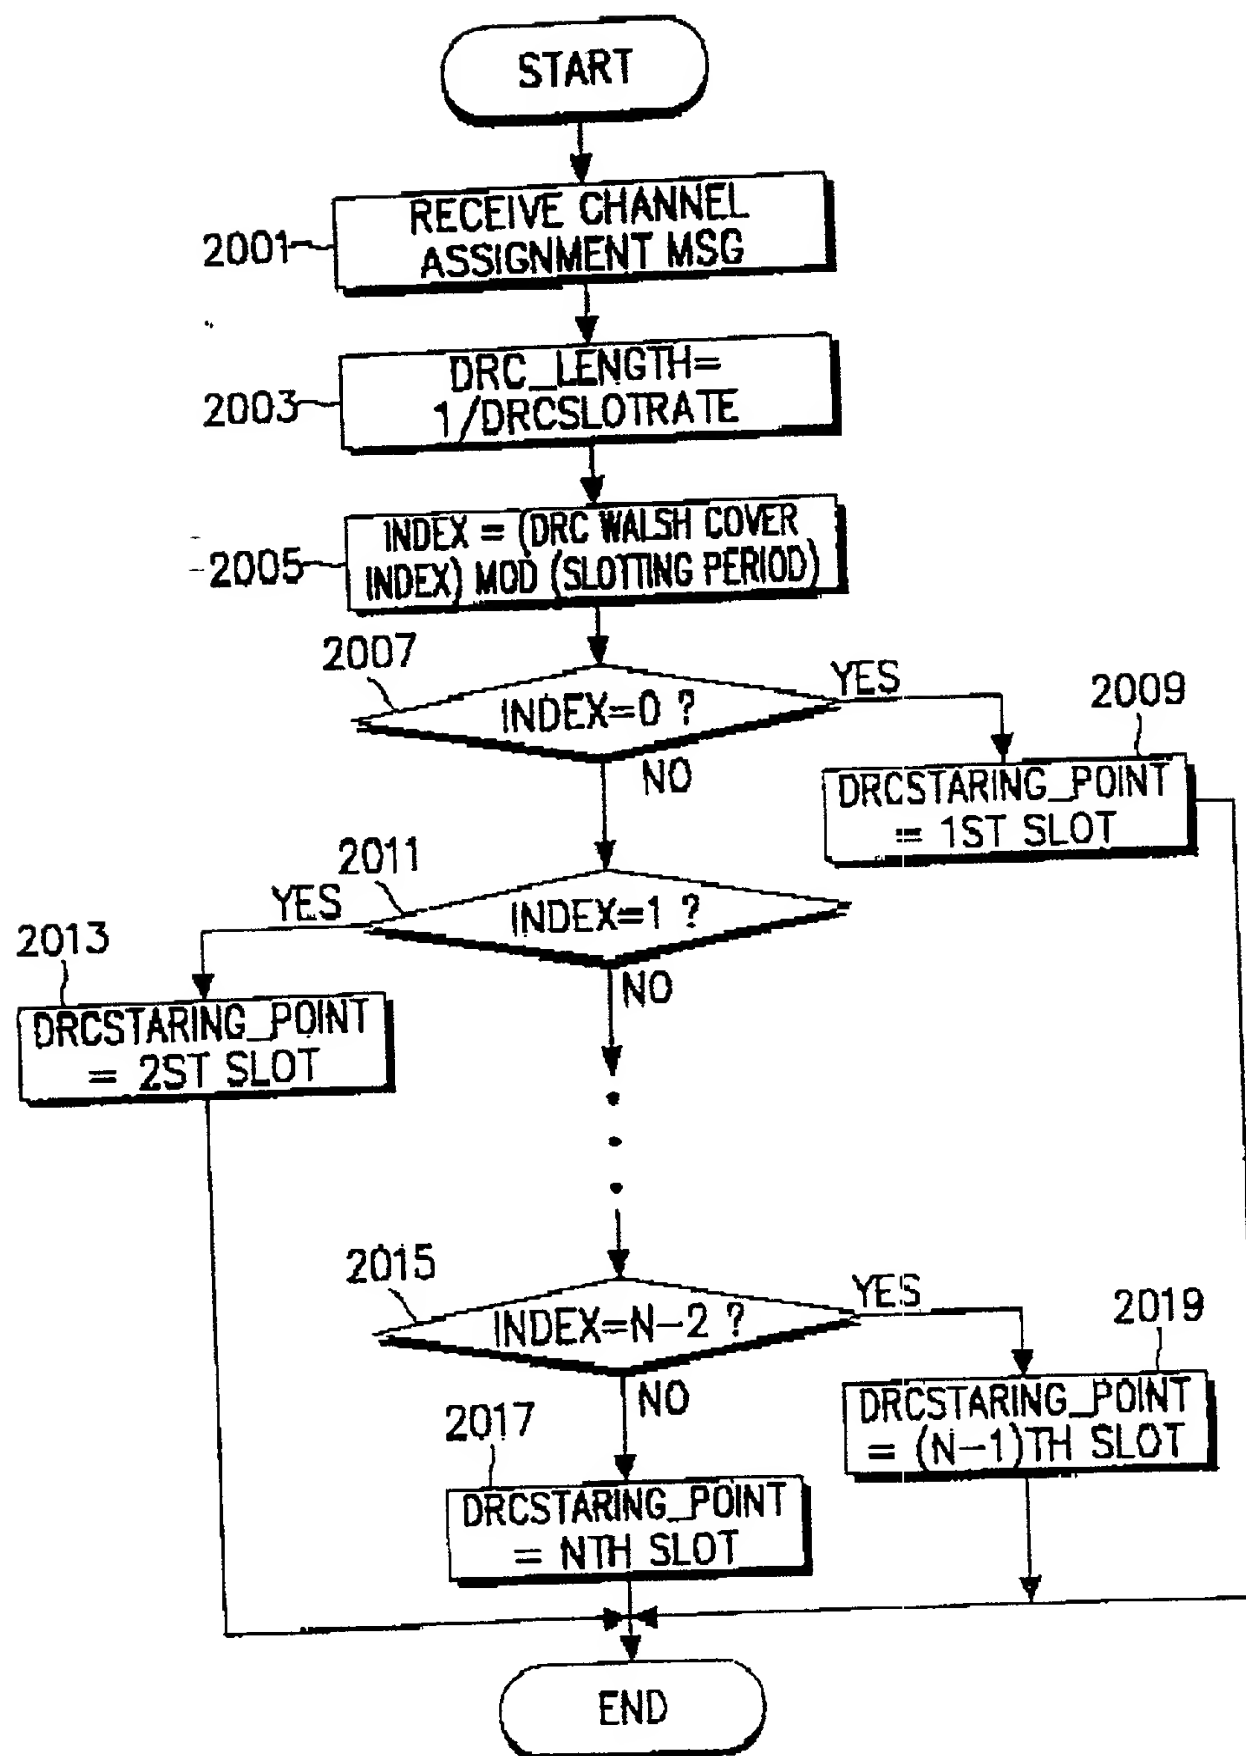 START
2001
RECEIVE CHANNEL
ASSIGNMENT MSG
2003
DRC_LENGTH=
1/DRCSLOTRATE
2005
INDEX = (DRC WALSH COVER
INDEX) MOD (SLOTTING PERIOD)
2007
INDEX=0 ?
YES
NO
2009
DRCSTARING_POINT
= 1ST SLOT
2011
INDEX=1 ?
YES
NO
2013
DRCSTARING_POINT
= 2ST SLOT
2015
INDEX=N-2 ?
YES
NO
2019
DRCSTARING_POINT
= (N-1)TH SLOT
2017
DRCSTARING_POINT
= NTH SLOT
END